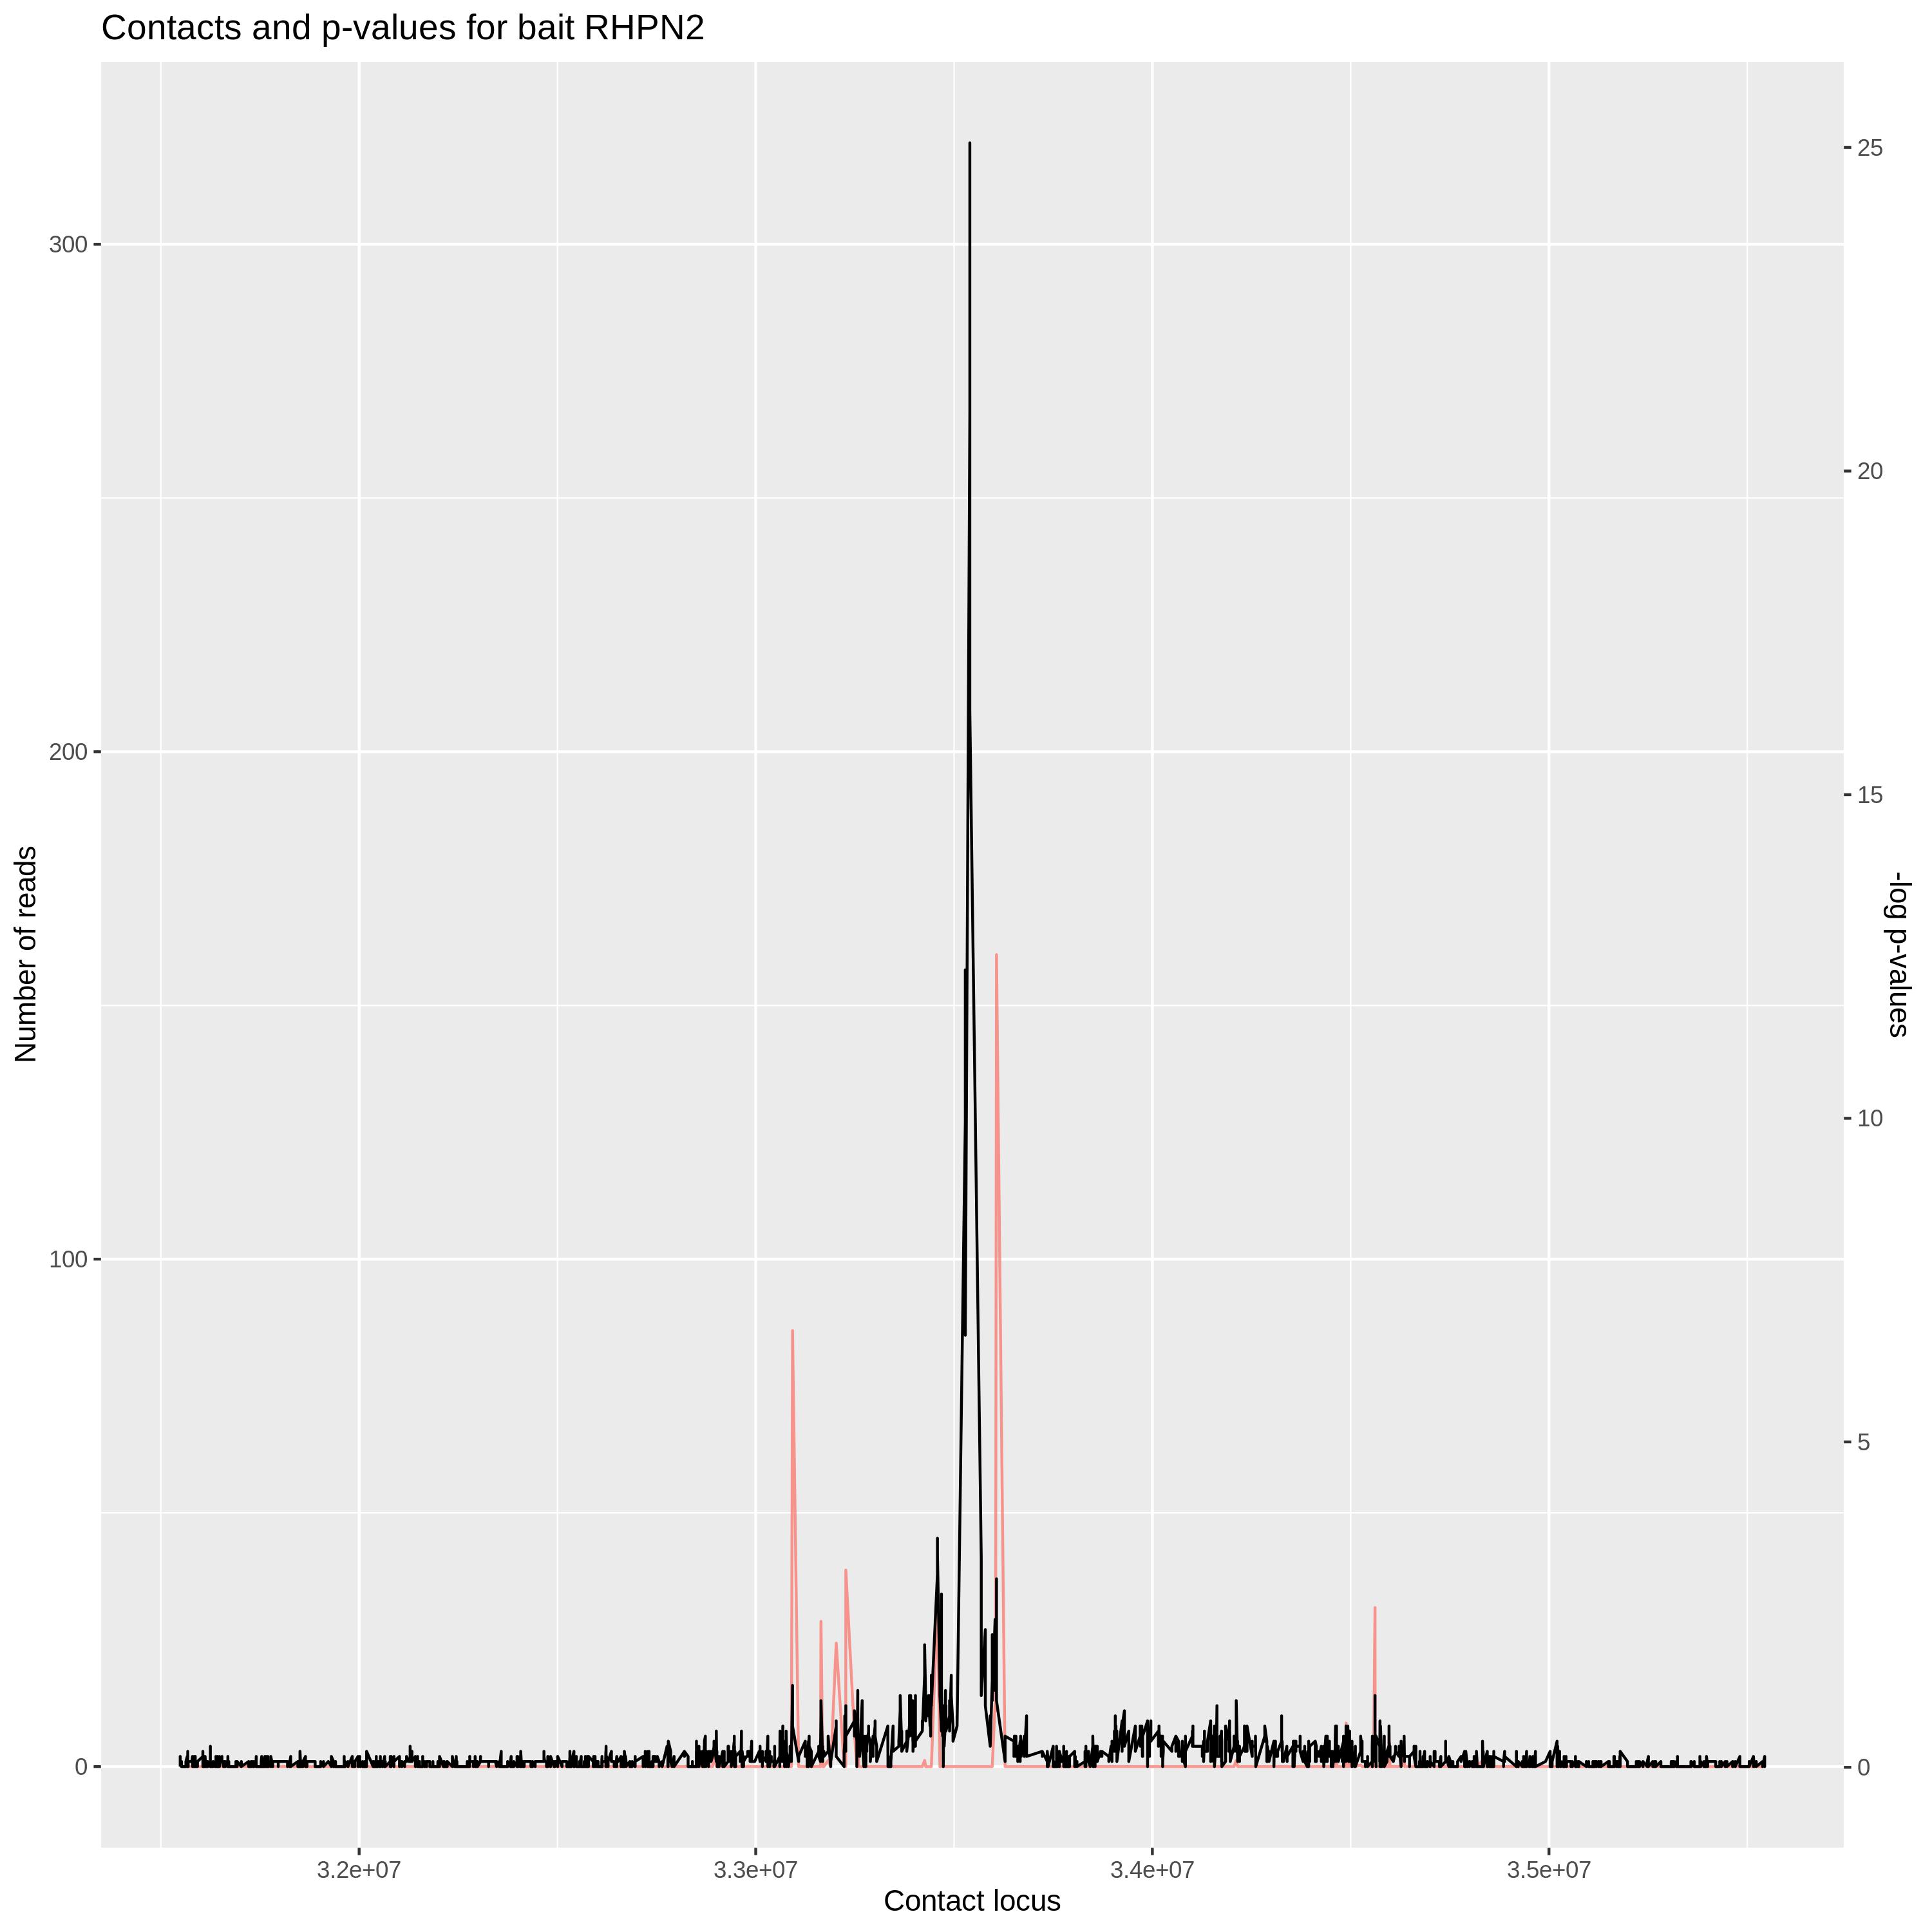 Contacts and p-values for bait RHPN2
300
200
100
0
Number of reads
25
20
15
10
5
0
-log p-values
3.2e+07
3.3e+07
3.4e+07
3.5e+07
Contact locus